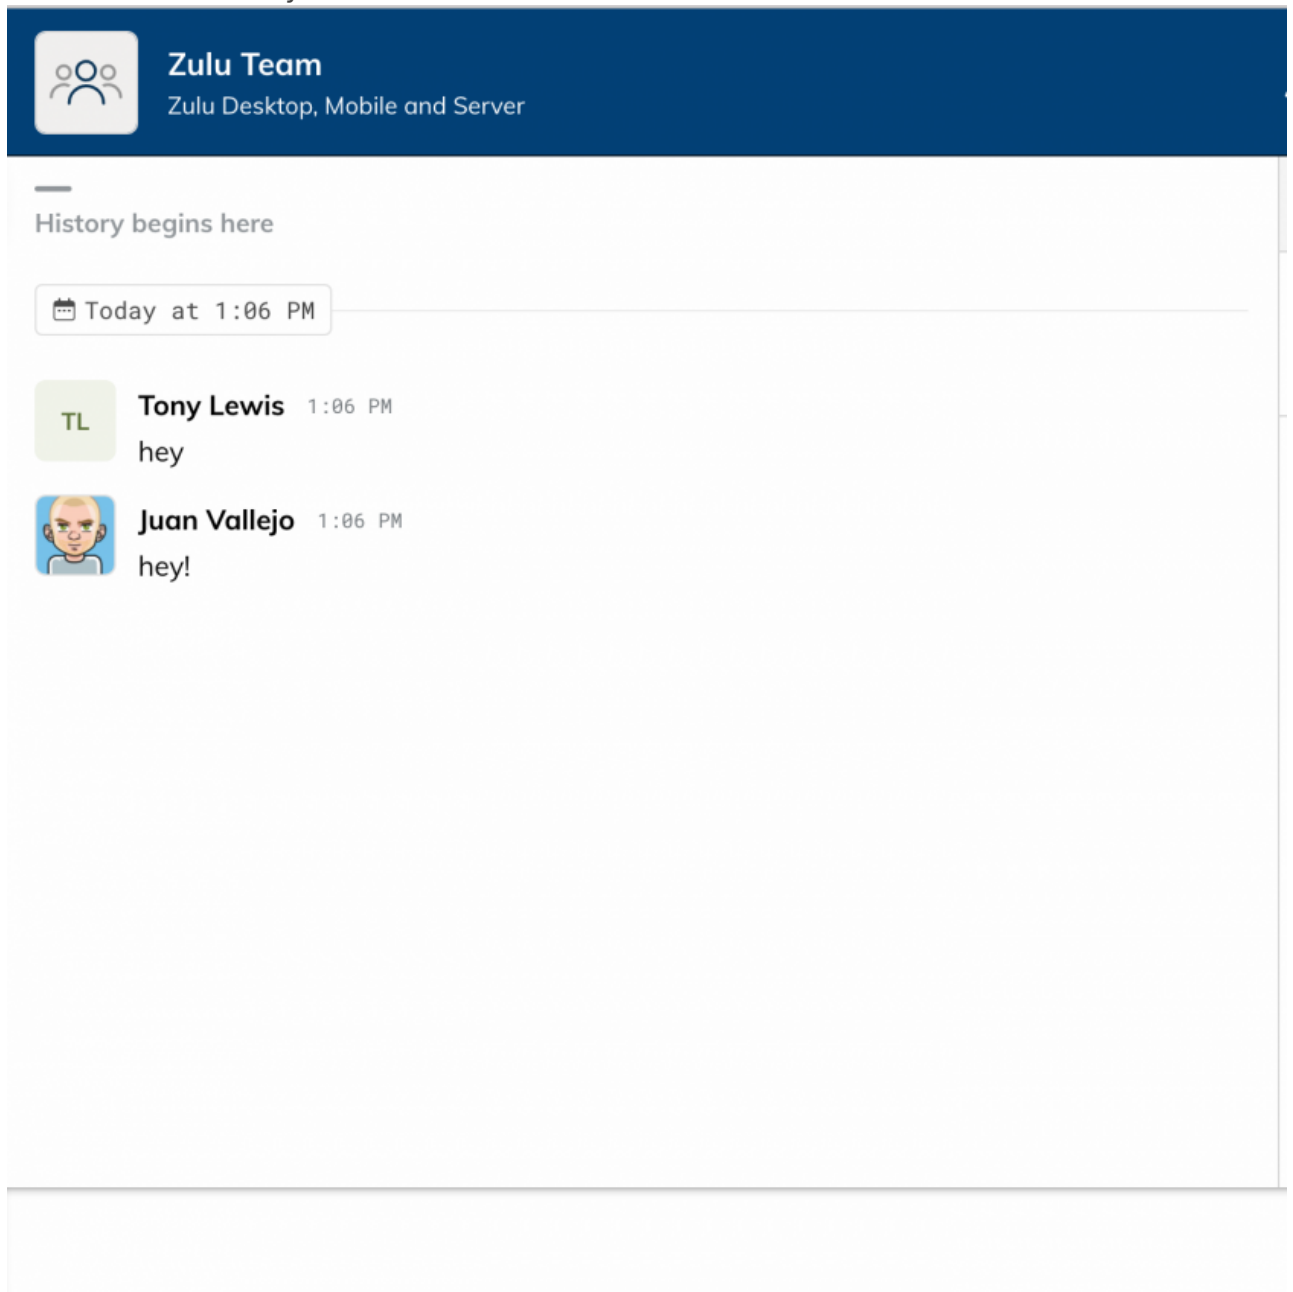 Zulu Team
Zulu Desktop, Mobile and Server
History begins here
Today at 1:06 PM
TL
Tony Lewis 1:06 PM
hey
Juan Vallejo 1:06 PM
hey!